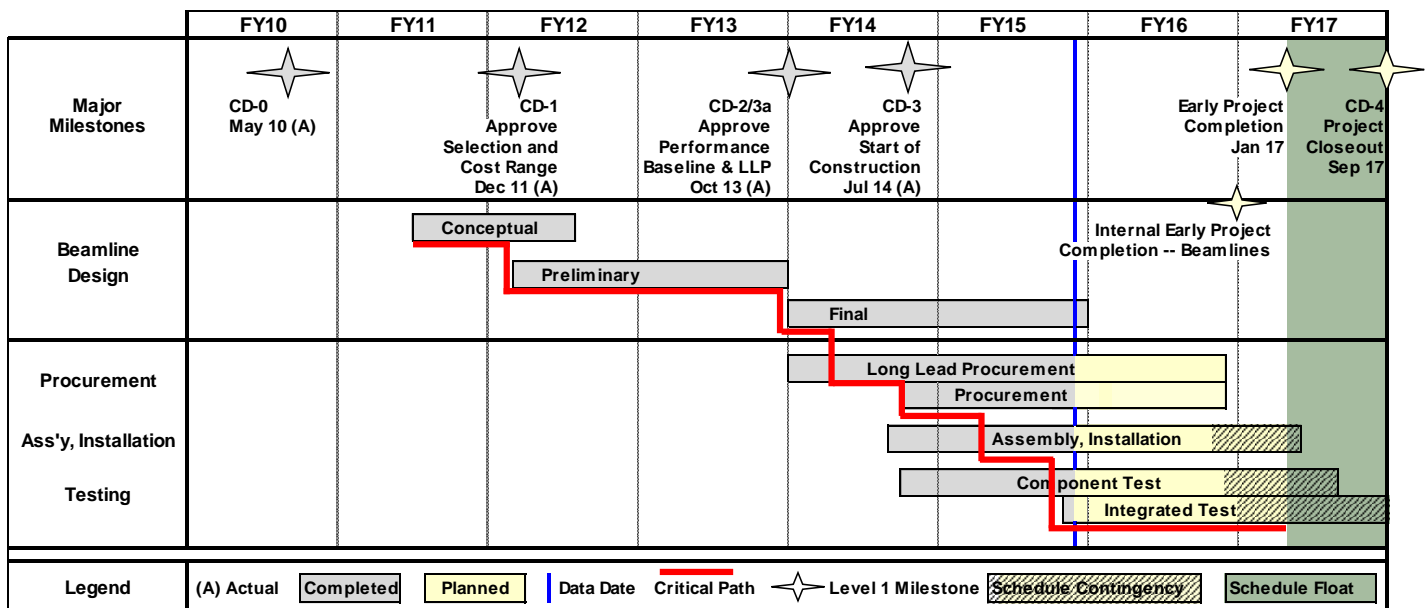 FY10 FY11 FY12 FY13 FY14 FY15 FY16 FY17
Major
Milestones
CD-0
May 10 (A)
CD-1
Approve
Selection and
Cost Range
Dec 11 (A)
CD-2/3a
Approve
Performance
Baseline & LLP
Oct 13 (A)
CD-3
Approve
Start of
Construction
Jul 14 (A)
Early Project
Completion
Jan 17
CD-4
Project
Closeout
Sep 17
Beamline
Design
Conceptual
Internal Early Project
Completion -- Beamlines
Preliminary
Final
Procurement
Long Lead Procurement
Procurement
Ass'y, Installation
Assembly, Installation
Testing
Component Test
Integrated Test
Legend
(A) Actual
Completed
Planned
Data Date
Critical Path
Level 1 Milestone
Schedule Contingency
Schedule Float